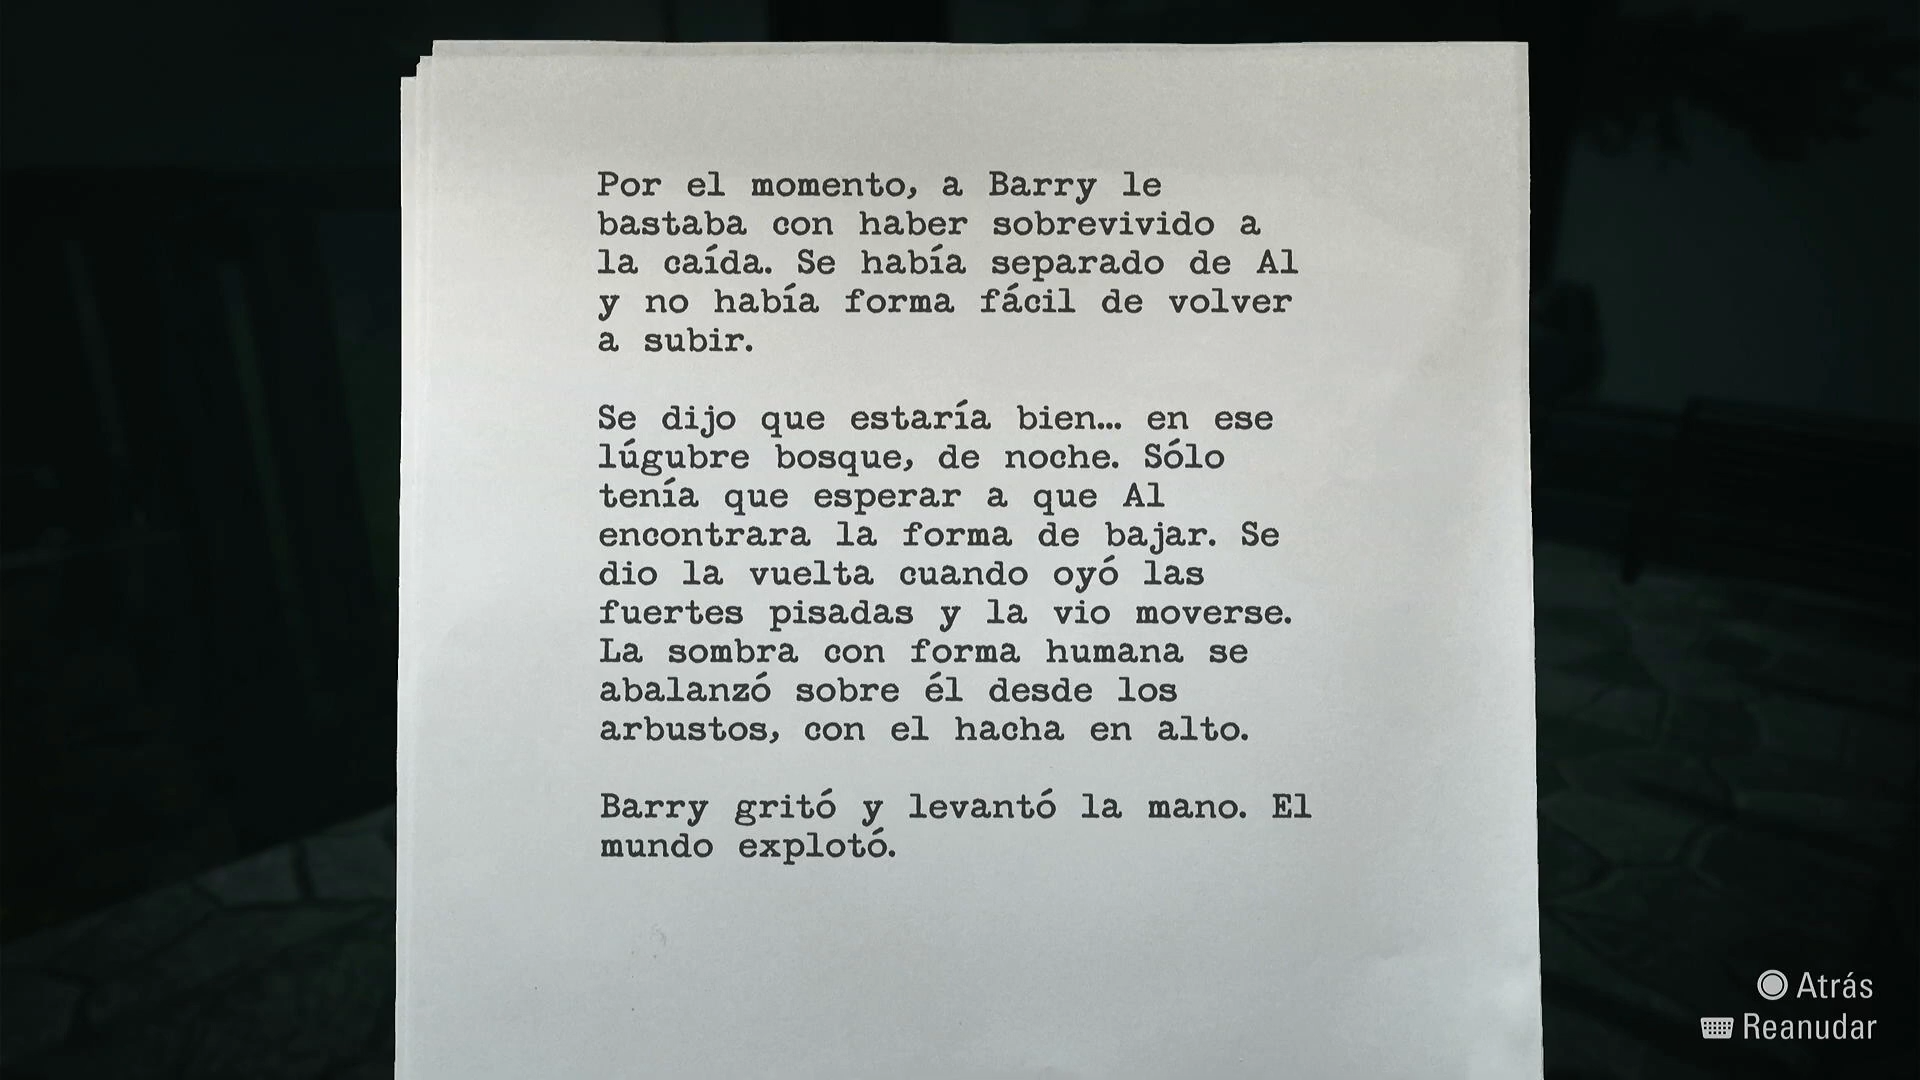 Por el momento, a Barry le
bastaba con haber sobrevivido a
la caída. Se había separado de Al
y no había forma fácil de volver
a subir.
Se dijo que estaría bien… en ese
lúgubre bosque, de noche. Sólo
tenía que esperar a que Al
encontrara la forma de bajar. Se
dio la vuelta cuando oyó las
fuertes pisadas y la vio moverse.
La sombra con forma humana se
abalanzó sobre él desde los
arbustos, con el hacha en alto.
Barry gritó y levantó la mano. El
mundo explotó.
Atrás
Reanudar